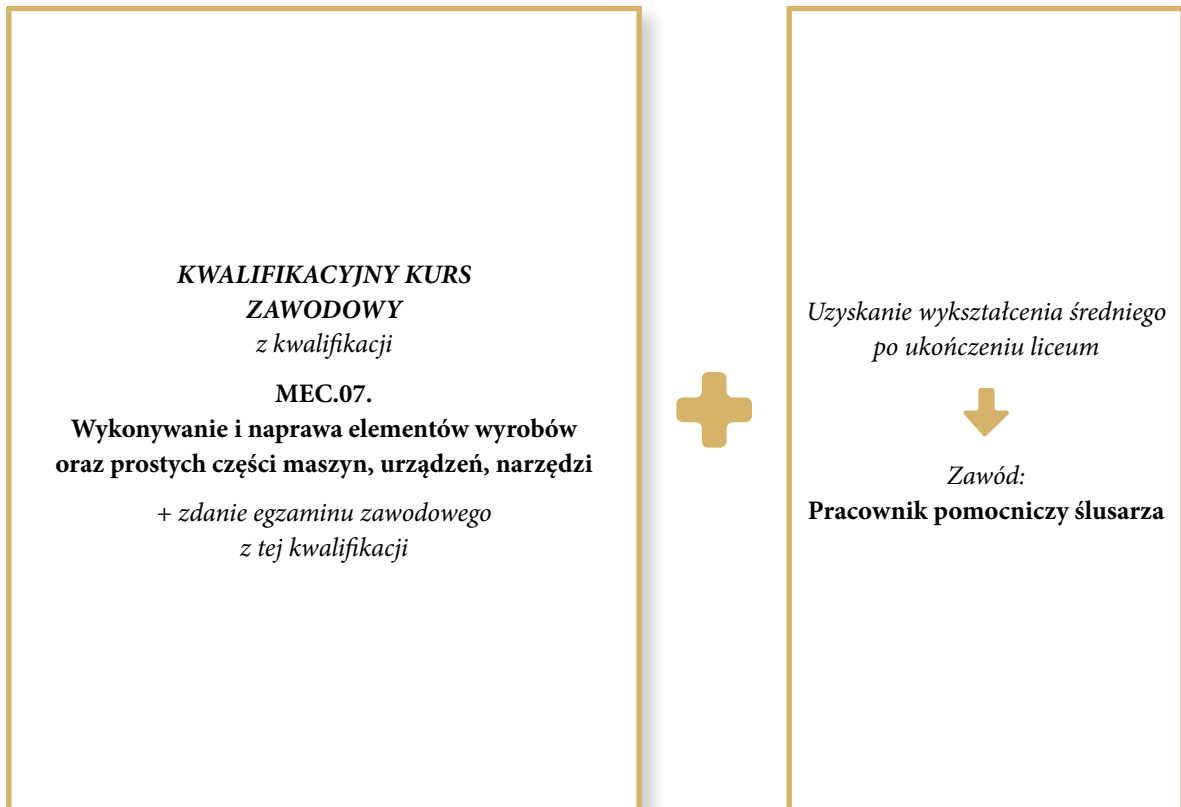 KWALIFIKACYJNY KURS
ZAWODOWY
z kwalifikacji
MEC.07.
Wykonywanie i naprawa elementów wyrobów
oraz prostych części maszyn, urządzeń, narzędzi
+ zdanie egzaminu zawodowego
z tej kwalifikacji
Uzyskanie wykształcenia średniego
po ukończeniu liceum
Zawód:
Pracownik pomocniczy ślusarza